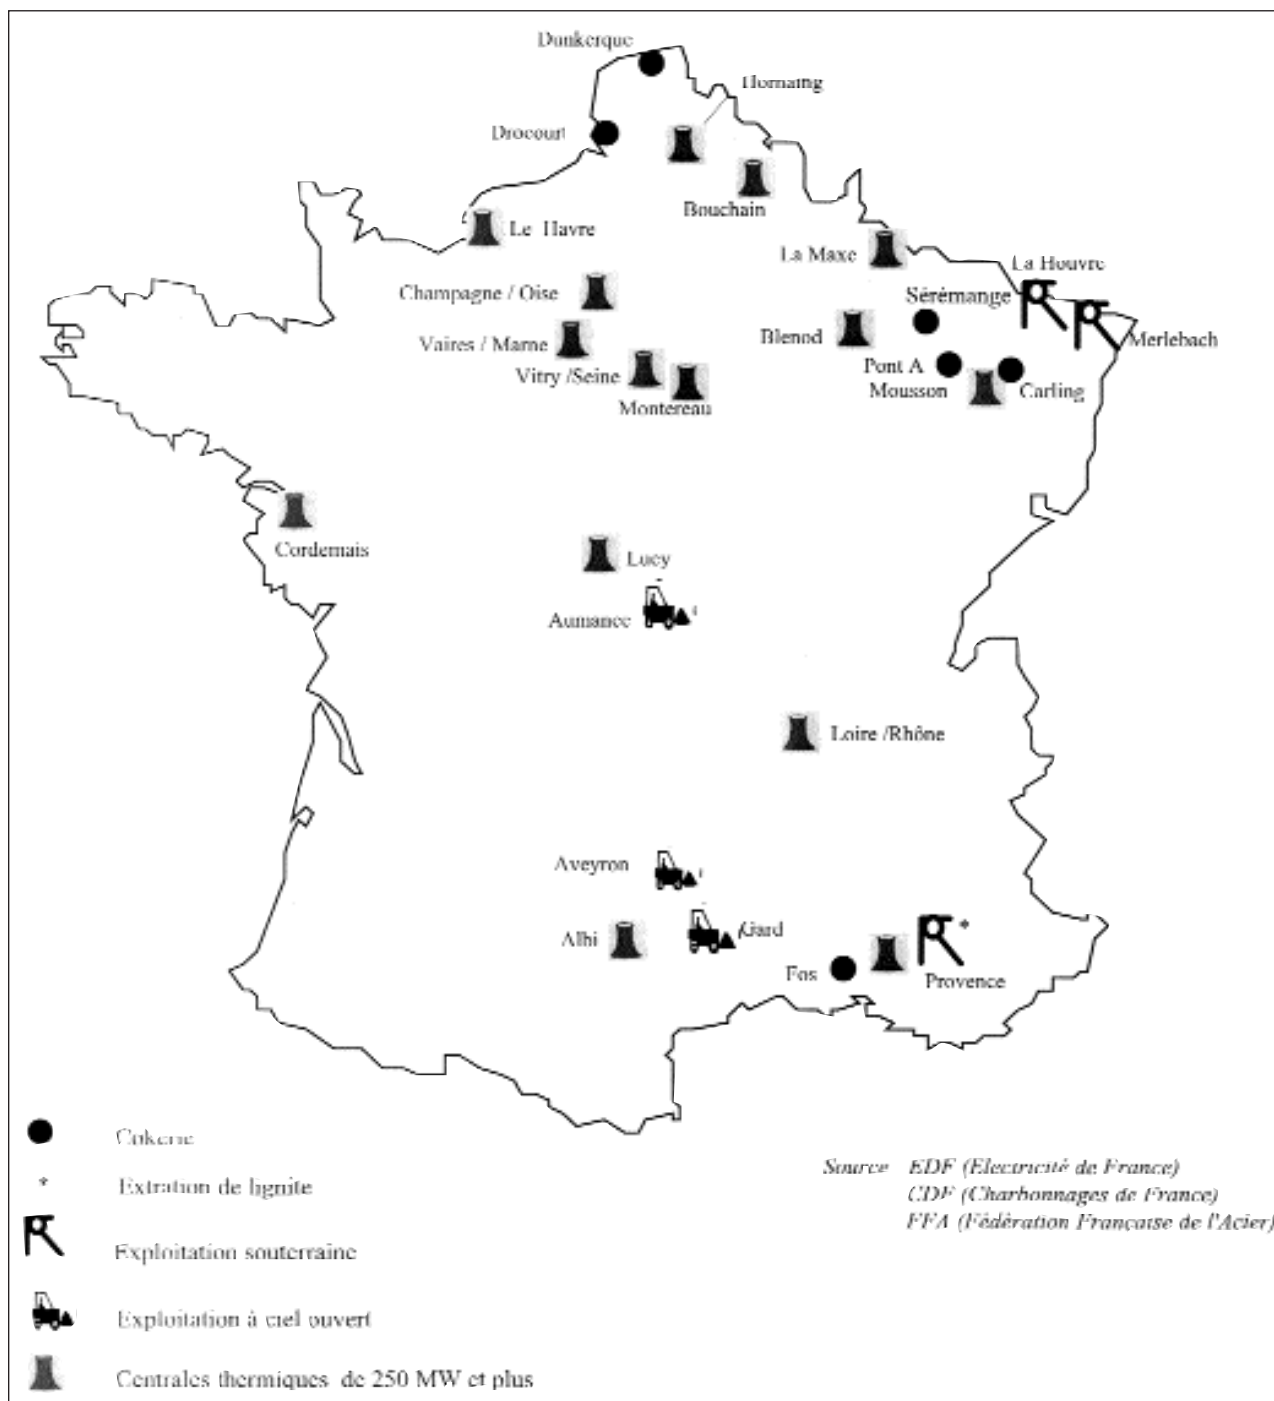 Dunkerque
Hornaing
Drocourt
Bouchain
Le Havre
La Maxe
La Houvre
Champagne / Oise
Sérémange
Vaires / Marne
Blenod
Merlebach
Vitry /Seine
Pont A
Mousson
Carling
Montereau
Cordemais
Lucy
Aumance
Loire /Rhône
Aveyron
Albi
Gard
Fos
*
Provence
Cokerie
* Extration de lignite
Exploitation souterraine
Exploitation à ciel ouvert
Centrales thermiques de 250 MW et plus
Source EDF (Electricité de France)
CDF (Charbonnages de France)
FFA (Fédération Française de l'Acier)